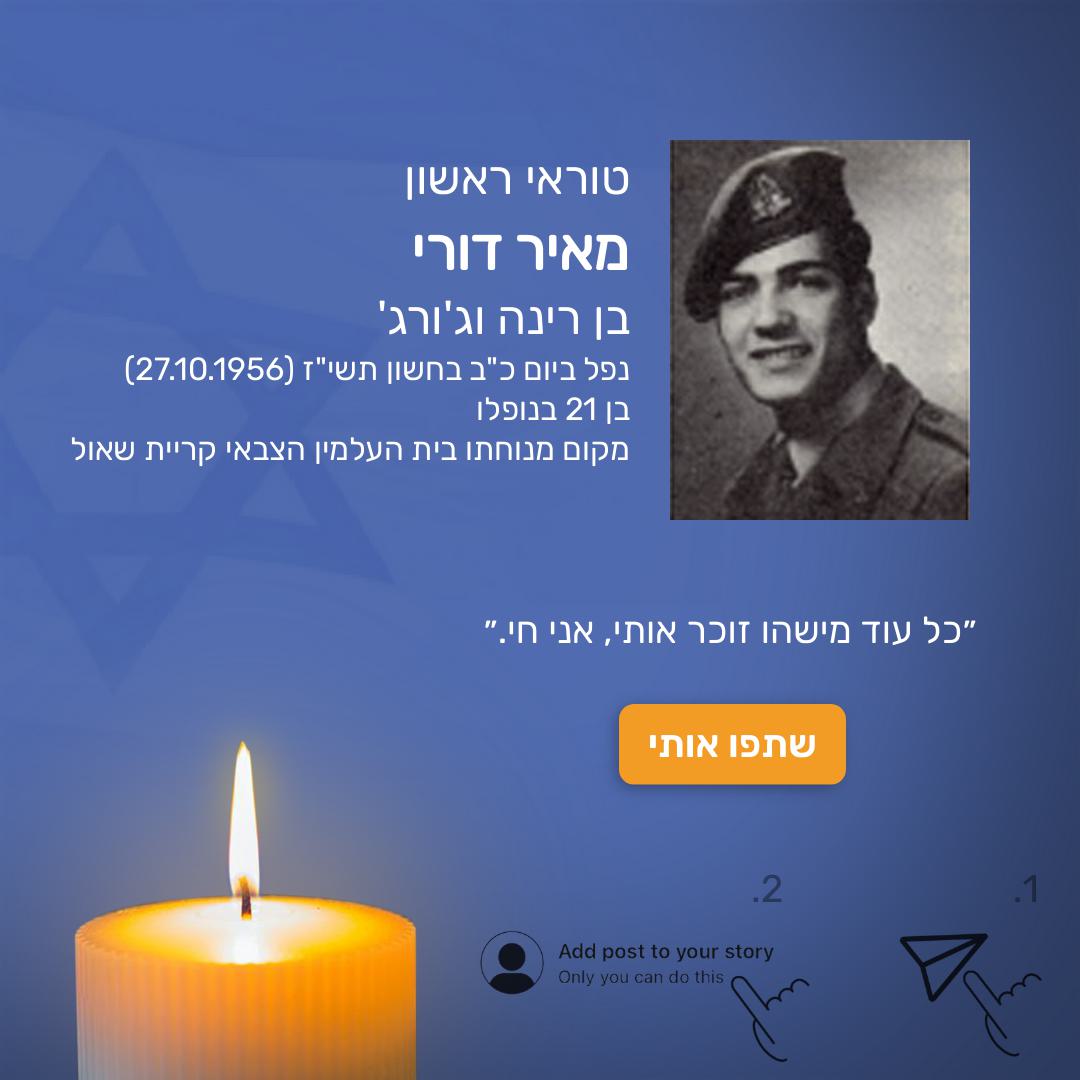 טוראי ראשון
מאיר דורי
בן רינה וג'ורג'
נפל ביום כ"ב בחשון תשי"ז (27.10.1956)
בן 21 בנופלו
מקום מנוחתו בית העלמין הצבאי קריית שאול
״כל עוד מישהו זוכר אותי, אני חי.״
שתפו אותי
1.
2.
Add post to your story
Only you can do this